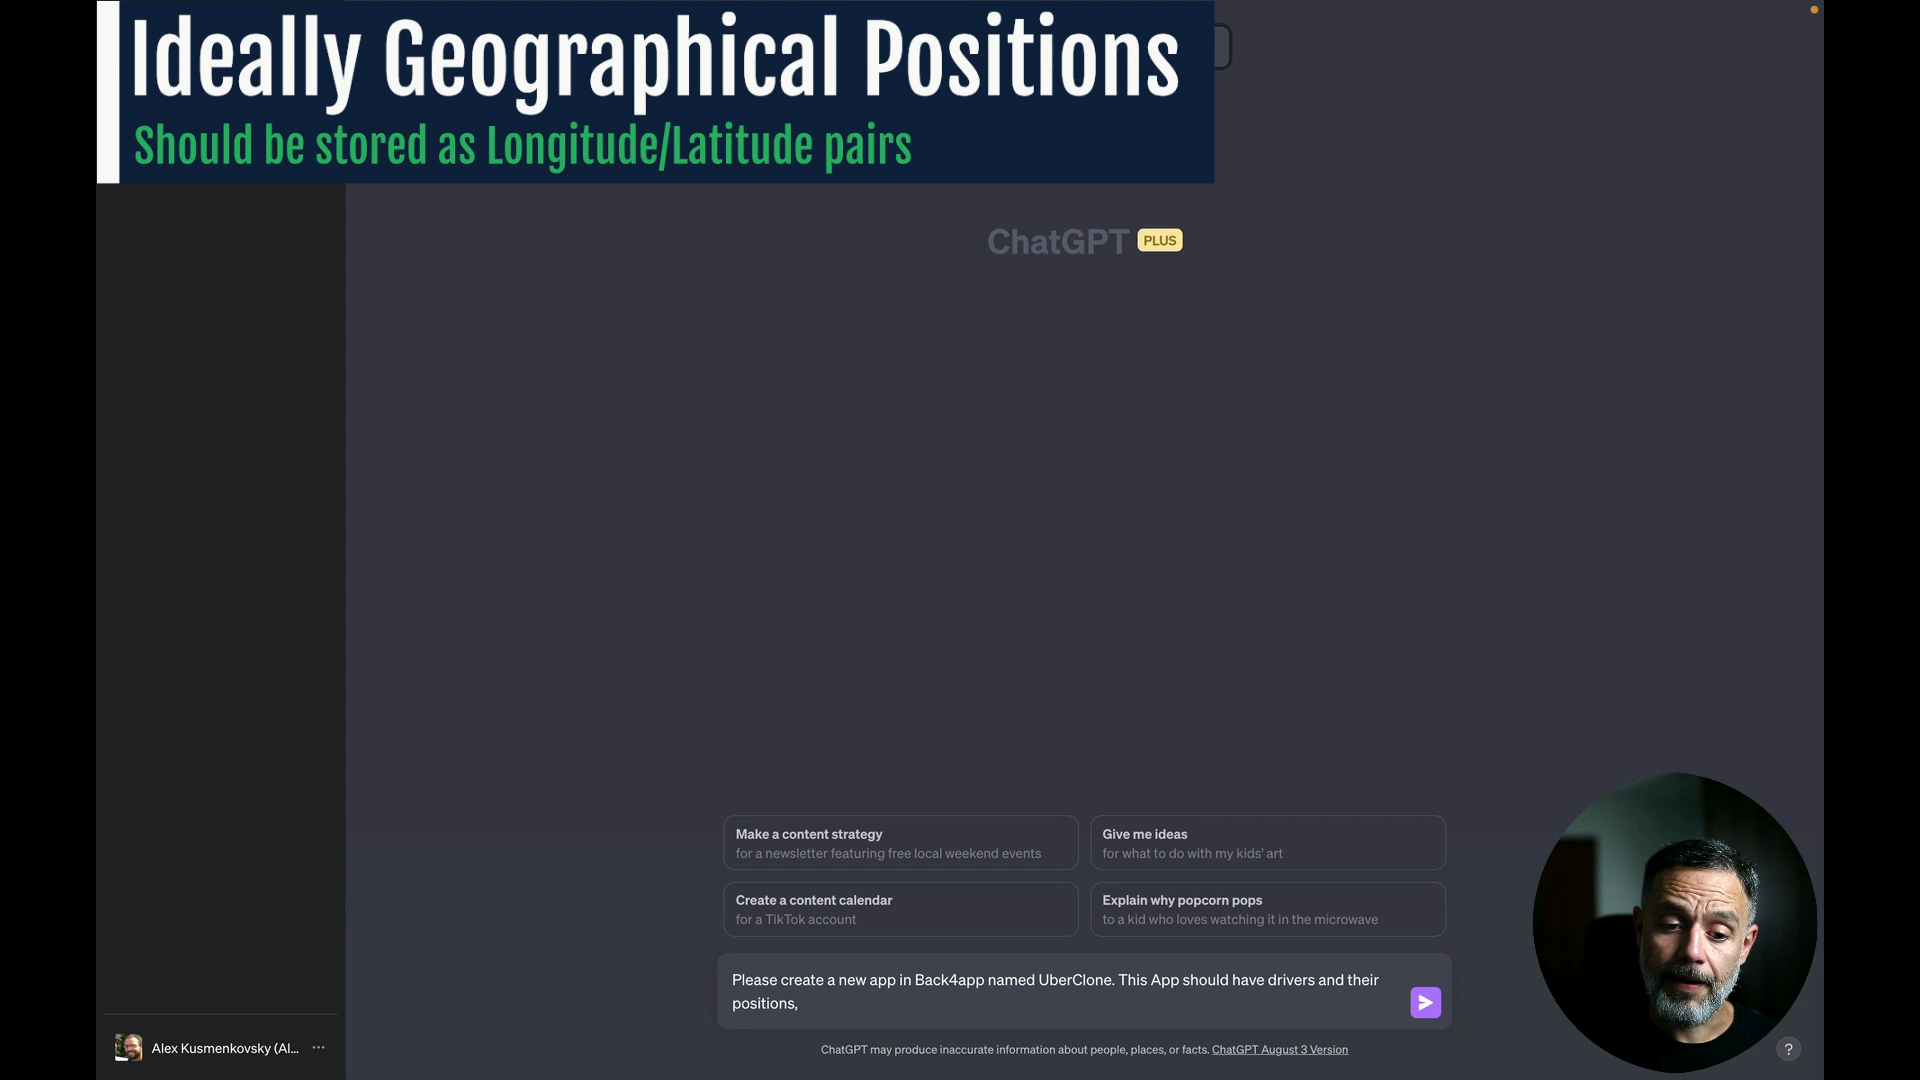 Ideally Geographical Positions
Should be stored as Longitude/Latitude pairs
ChatGPT PLUS
Make a content strategy
for a newsletter featuring free local weekend events
Give me ideas
for what to do with my kids' art
Create a content calendar
for a TikTok account
Explain why popcorn pops
to a kid who loves watching it in the microwave
Please create a new app in Back4app named UberClone. This App should have drivers and their
positions,
Alex Kusmenkovsky (Al...
ChatGPT may produce inaccurate information about people, places, or facts. ChatGPT August 3 Version
?